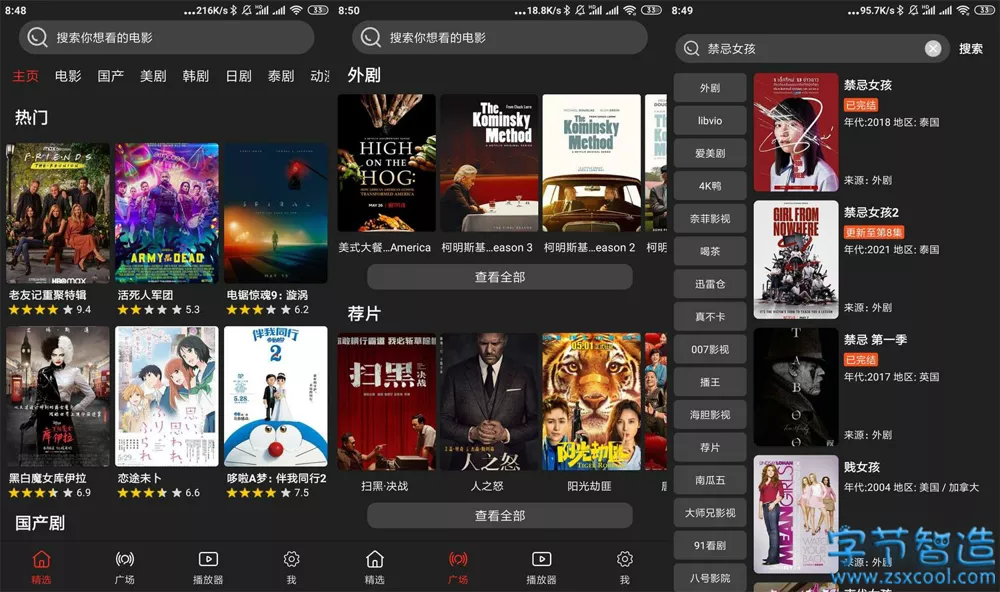 8:48
...216K/s
33
搜索你想看的电影
主页 电影 国产 美剧 韩剧 日剧 泰剧 动漫
热门
FRIENDS
THE REUNION
HBOMAX
ARMY OF THE DEAD
SPIRAL
MAY 14
老友记重聚特辑
9.4
活死人军团
5.3
电锯惊魂9：漩涡
6.2
库伊拉
5.29
伴我同行
2
5.28
黑白魔女库伊拉
6.9
恋途未卜
6.6
哆啦A梦：伴我同行2
7.5
国产剧
精选
广场
播放器
我
8:50
...18.8K/s
33
搜索你想看的电影
外剧
HIGH
ON THE
HOG
MAY 26
The
Kominsky
Method
The
Kominsky
Method
美式大餐...America
柯明斯基...eason 3
柯明斯基...eason 2
柯明
查看全部
荐片
扫黑
决战
人之怒
05.01
阳光劫匪
扫黑·决战
人之怒
阳光劫匪
查看全部
精选
广场
播放器
我
8:49
...95.7K/s
33
禁忌女孩
搜索
外剧
libvio
爱美剧
4K鸭
奈菲影视
喝茶
迅雷仓
真不卡
007影视
播王
海胆影视
荐片
南瓜五
大师兄影视
91看剧
八号影院
禁忌女孩
已完结
年代:2018 地区: 泰国
来源: 外剧
GIRL FROM
NOWHERE
禁忌女孩2
更新至第8集
年代:2021 地区: 泰国
来源: 外剧
TABOO
禁忌 第一季
已完结
年代:2017 地区: 英国
来源: 外剧
MEAN GIRLS
贱女孩
年代:2004 地区: 美国 / 加拿大
来源: 外剧
字节智造
www.zsxcool.com